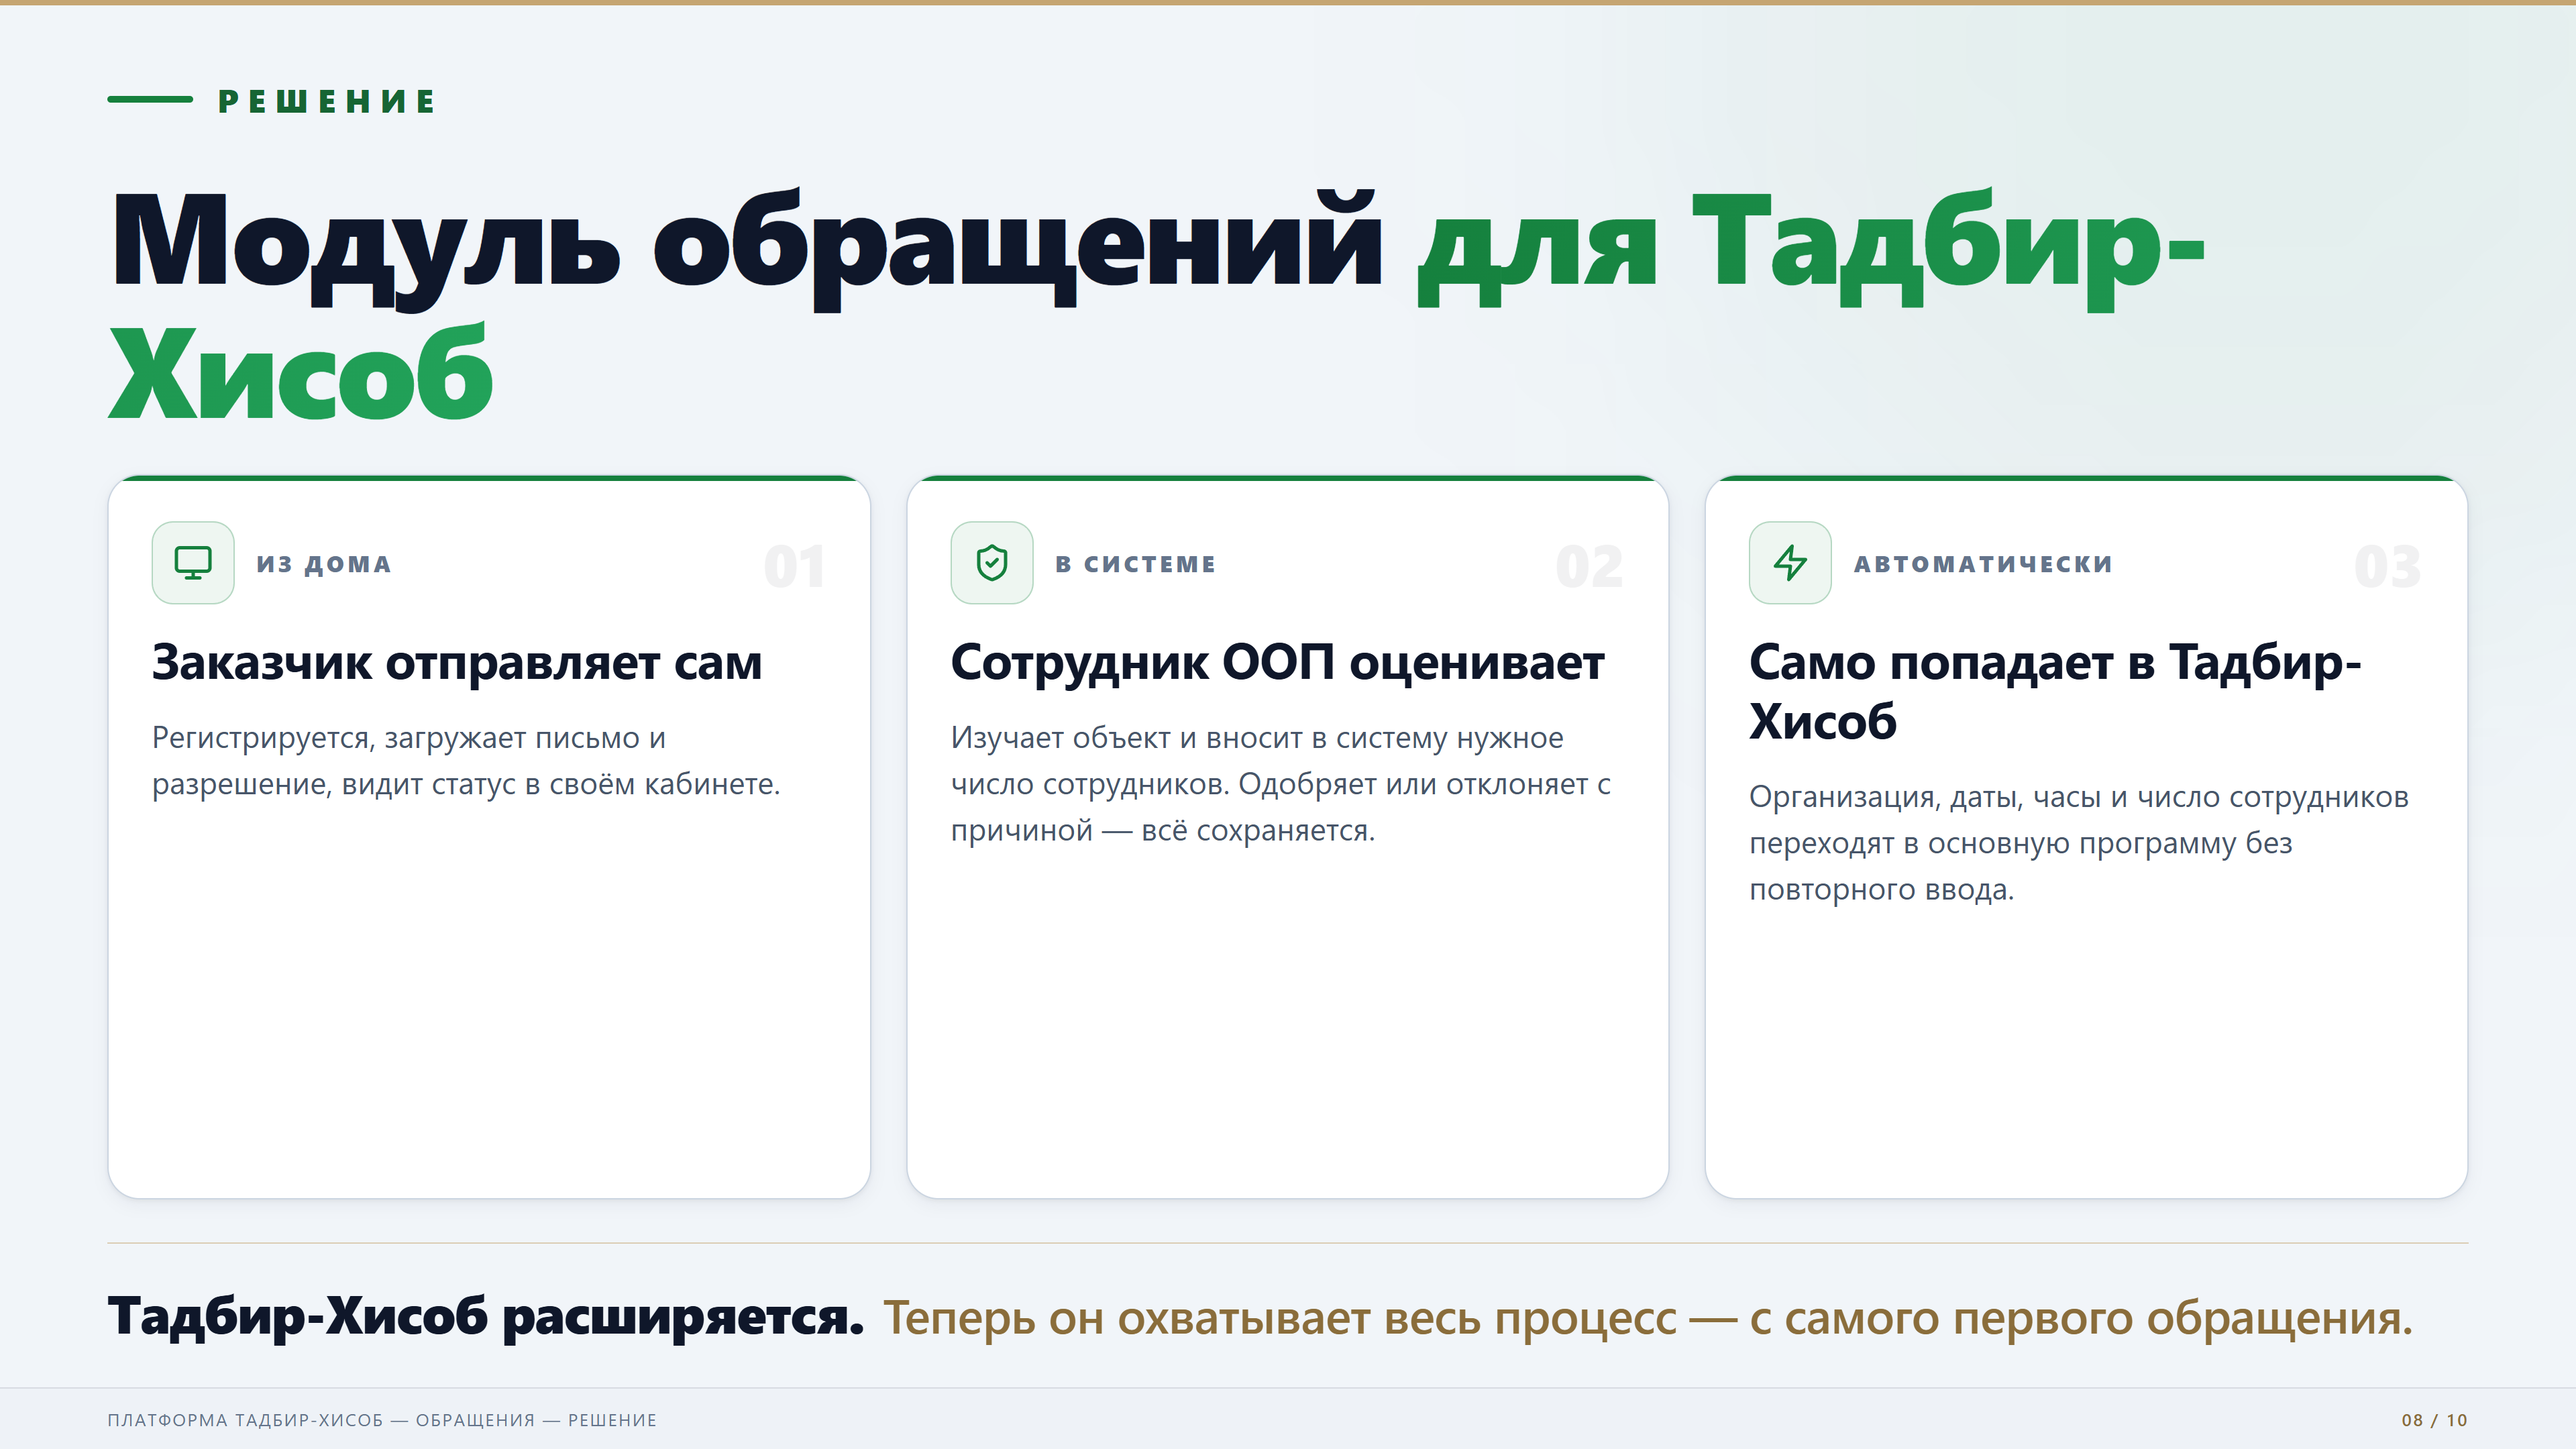 РЕШЕНИЕ
Модуль обращений для Тадбир-
Хисоб
ИЗ ДОМА
01
Заказчик отправляет сам
Регистрируется, загружает письмо и
разрешение, видит статус в своём кабинете.
В СИСТЕМЕ
02
Сотрудник ООП оценивает
Изучает объект и вносит в систему нужное
число сотрудников. Одобряет или отклоняет с
причиной — всё сохраняется.
АВТОМАТИЧЕСКИ
03
Само попадает в Тадбир-
Хисоб
Организация, даты, часы и число сотрудников
переходят в основную программу без
повторного ввода.
Тадбир-Хисоб расширяется. Теперь он охватывает весь процесс — с самого первого обращения.
ПЛАТФОРМА ТАДБИР-ХИСОБ — ОБРАЩЕНИЯ — РЕШЕНИЕ
08 / 10